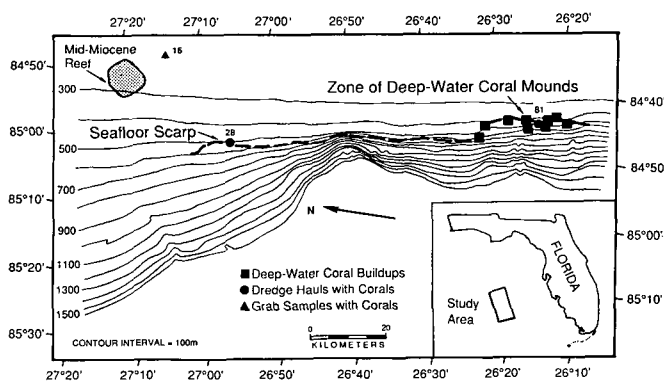 27°20' 27°10' 27°00' 26°50' 26°40' 26°30' 26°20'
Mid-Miocene
Reef
15
84°50'
300
Zone of Deep-Water Coral Mounds
84°40'
B1
Seafloor Scarp
2B
85°00'
500
84°50'
700
85°10'
900
N
85°00'
1100
85°20'
1300
1500
Deep-Water Coral Buildups
Dredge Hauls with Corals
Grab Samples with Corals
FLORIDA
Study
Area
85°10'
85°30'
CONTOUR INTERVAL = 100m
0 20
KILOMETERS
85°20'
27°20' 27°10' 27°00' 26°50' 26°40' 26°30' 26°20'